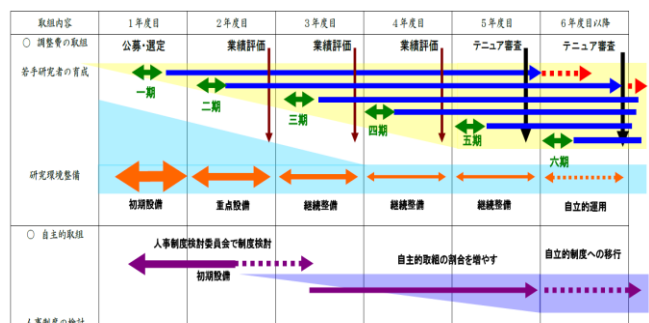 取組内容 1年度目 2年度目 3年度目 4年度目 5年度目 6年度目以降
○ 調整費の取組 公募・選定 業績評価 業績評価 業績評価 テニュア審査 テニュア審査
若手研究者の育成
一期
二期
三期
四期
五期
六期
研究環境整備
初期設備 重点設備 継続整備 継続整備 継続整備 自立的運用
○ 自主的取組
人事制度検討委員会で制度検討
自立的制度への移行
自主的取組の割合を増やす
初期設備
人事制度の検討